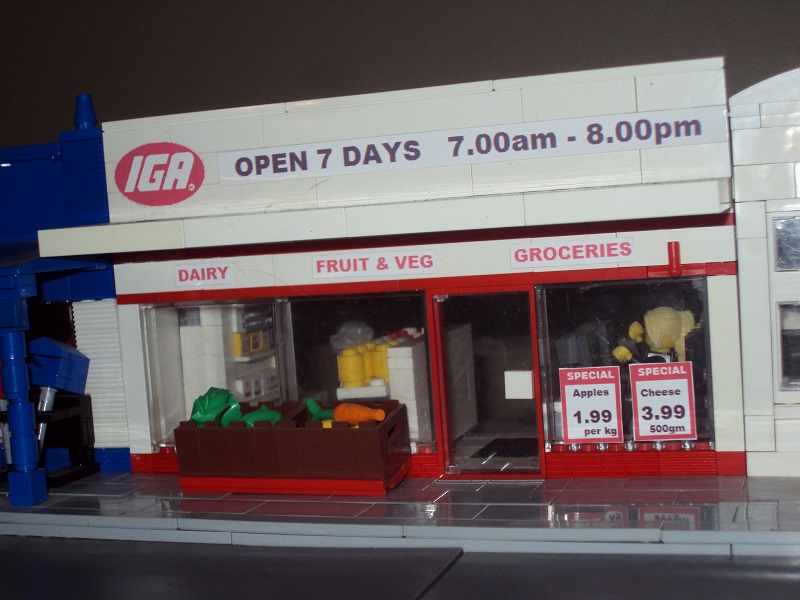 IGA
OPEN 7 DAYS 7.00am - 8.00pm
DAIRY
FRUIT & VEG
GROCERIES
SPECIAL
Apples
1.99
per kg
SPECIAL
Cheese
3.99
500gm